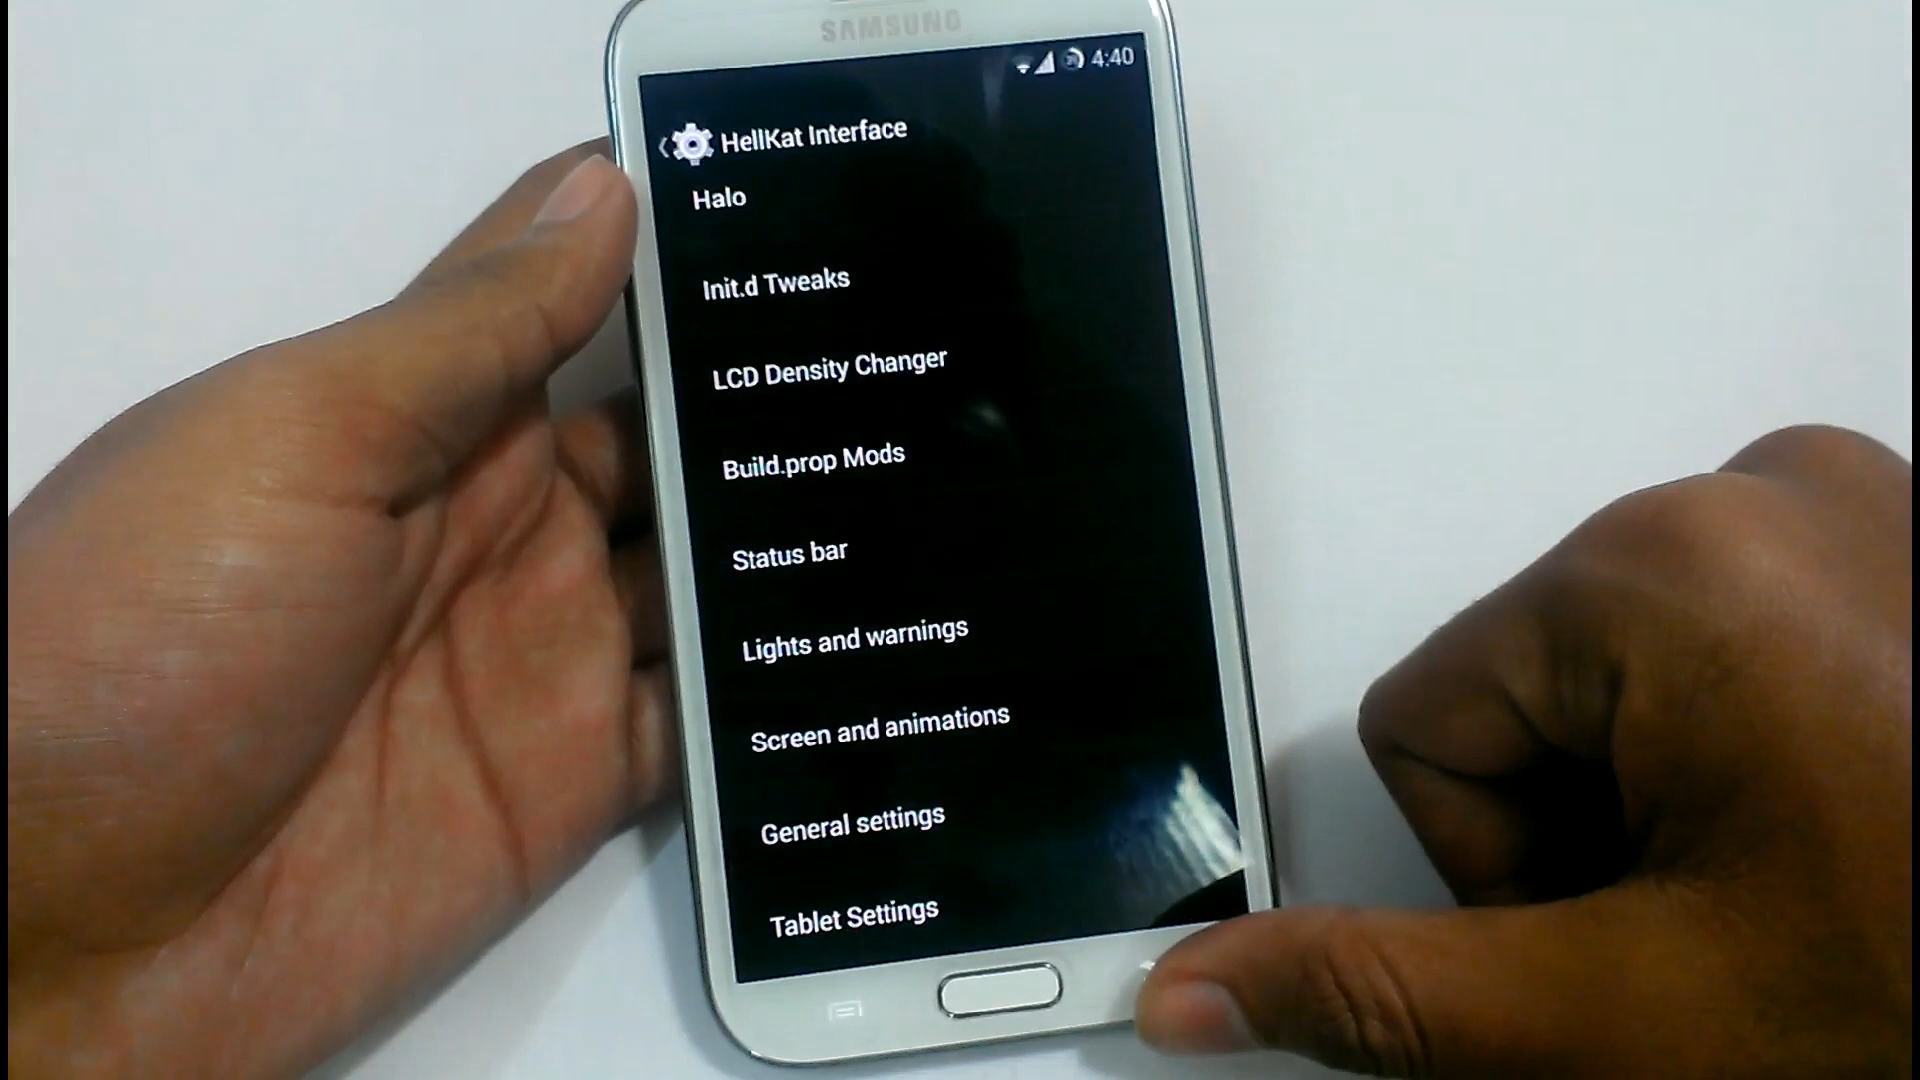 SAMSUNG
4:40
HellKat Interface
Halo
Init.d Tweaks
LCD Density Changer
Build.prop Mods
Status bar
Lights and warnings
Screen and animations
General settings
Tablet Settings